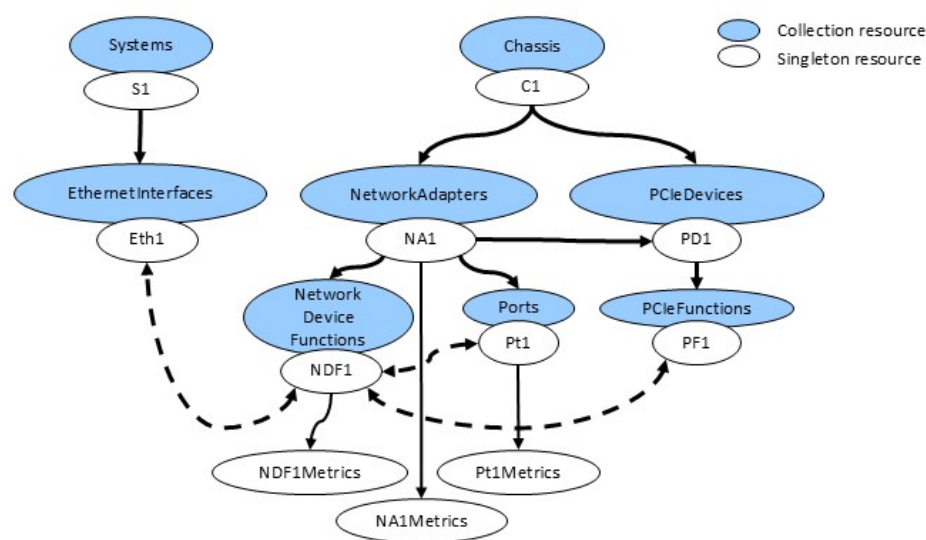 Systems
Chassis
Collection resource
Singleton resource
S1
C1
EthernetInterfaces
NetworkAdapters
PCIeDevices
Eth1
NA1
PD1
Network
Device
Functions
Ports
PCIeFunctions
Pt1
PF1
NDF1
NDF1Metrics
Pt1Metrics
NA1Metrics